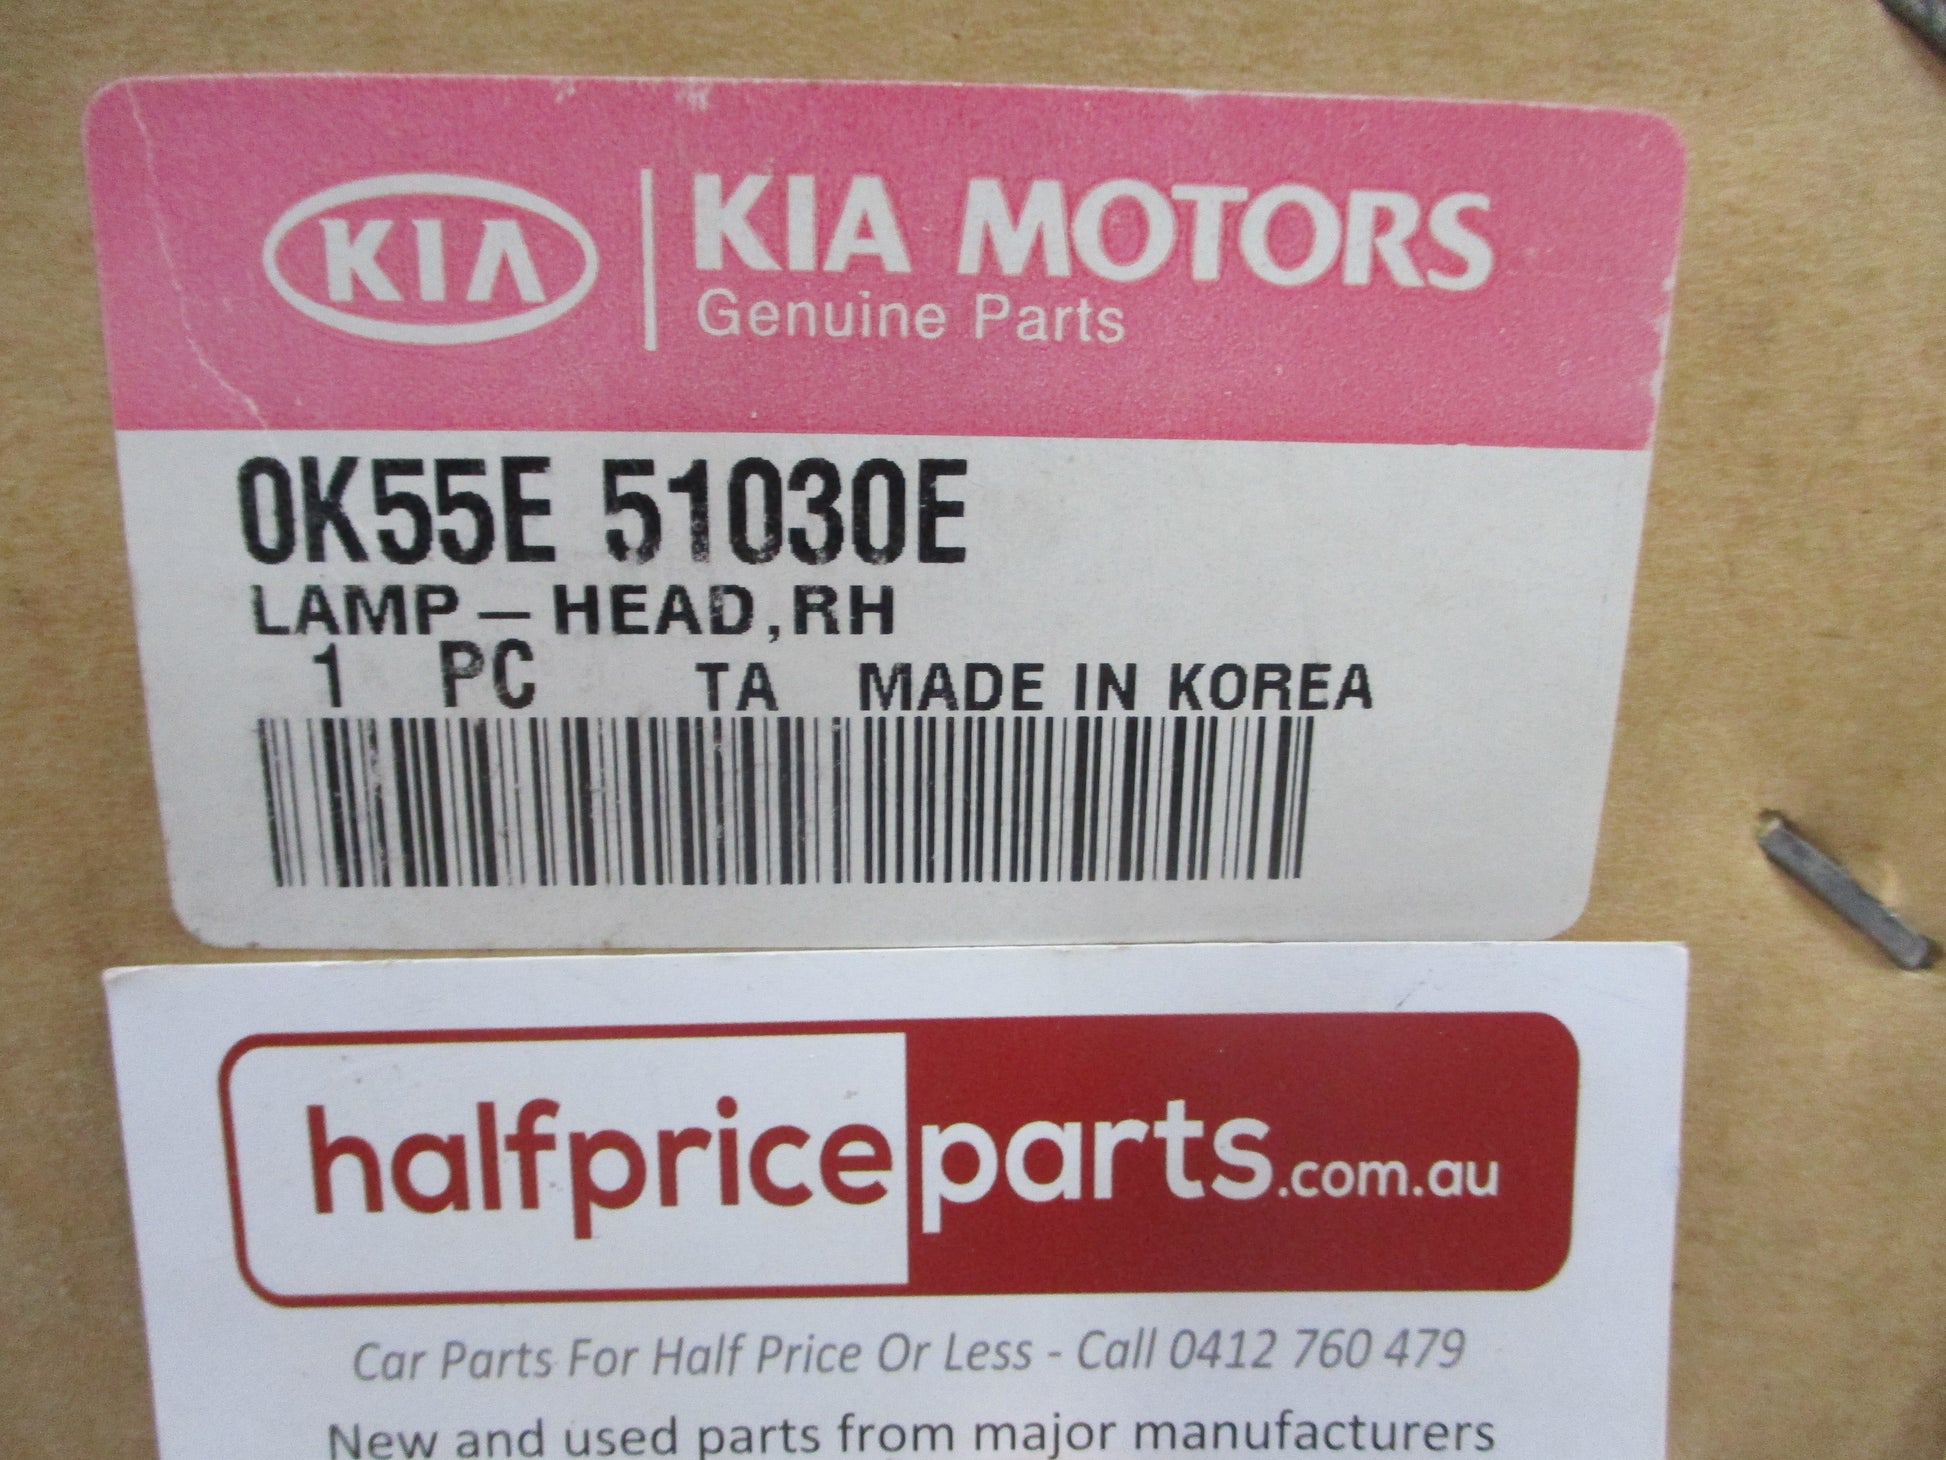 KIA
KIA MOTORS
Genuine Parts
0K55E 51030E
LAMP – HEAD, RH
1 PC TA MADE IN KOREA
halfpriceparts.com.au
Car Parts For Half Price Or Less - Call 0412 760 479
New and used parts from major manufacturers